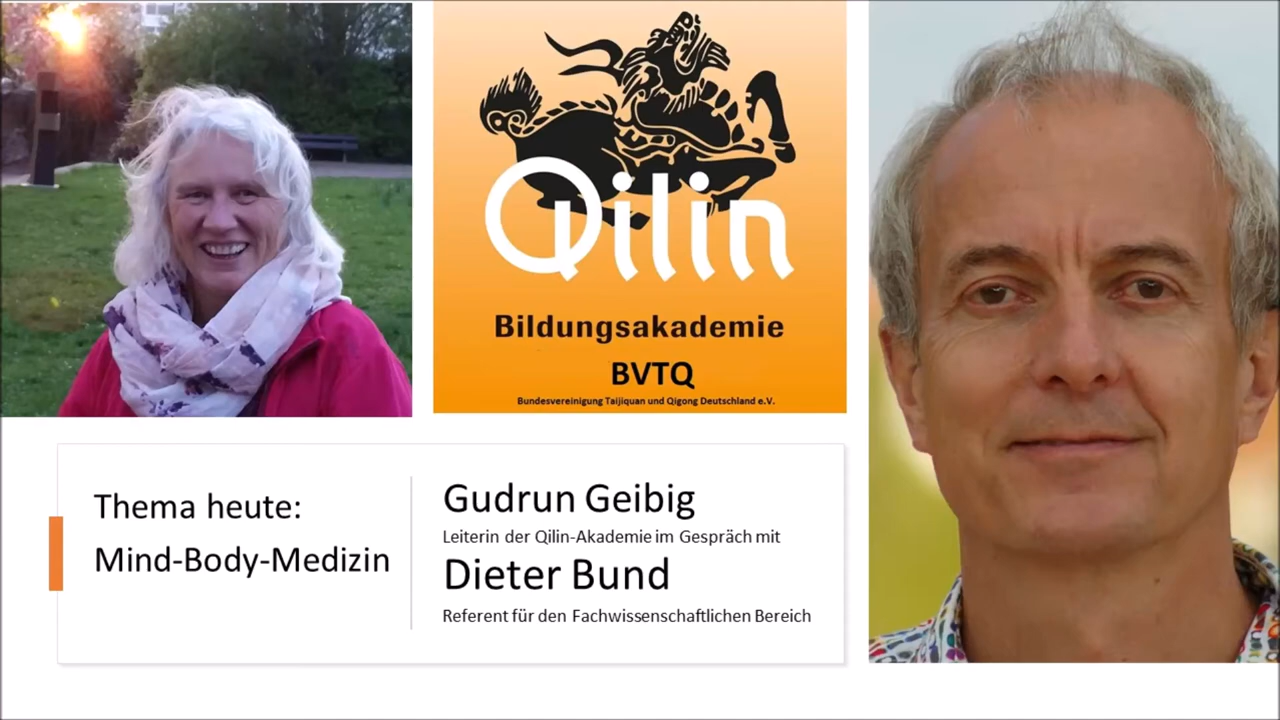 Qilin
Bildungsakademie
BVTQ
Bundesvereinigung Taijiquan und Qigong Deutschland e.V.
Thema heute:
Mind-Body-Medizin
Gudrun Geibig
Leiterin der Qilin-Akademie im Gespräch mit
Dieter Bund
Referent für den Fachwissenschaftlichen Bereich